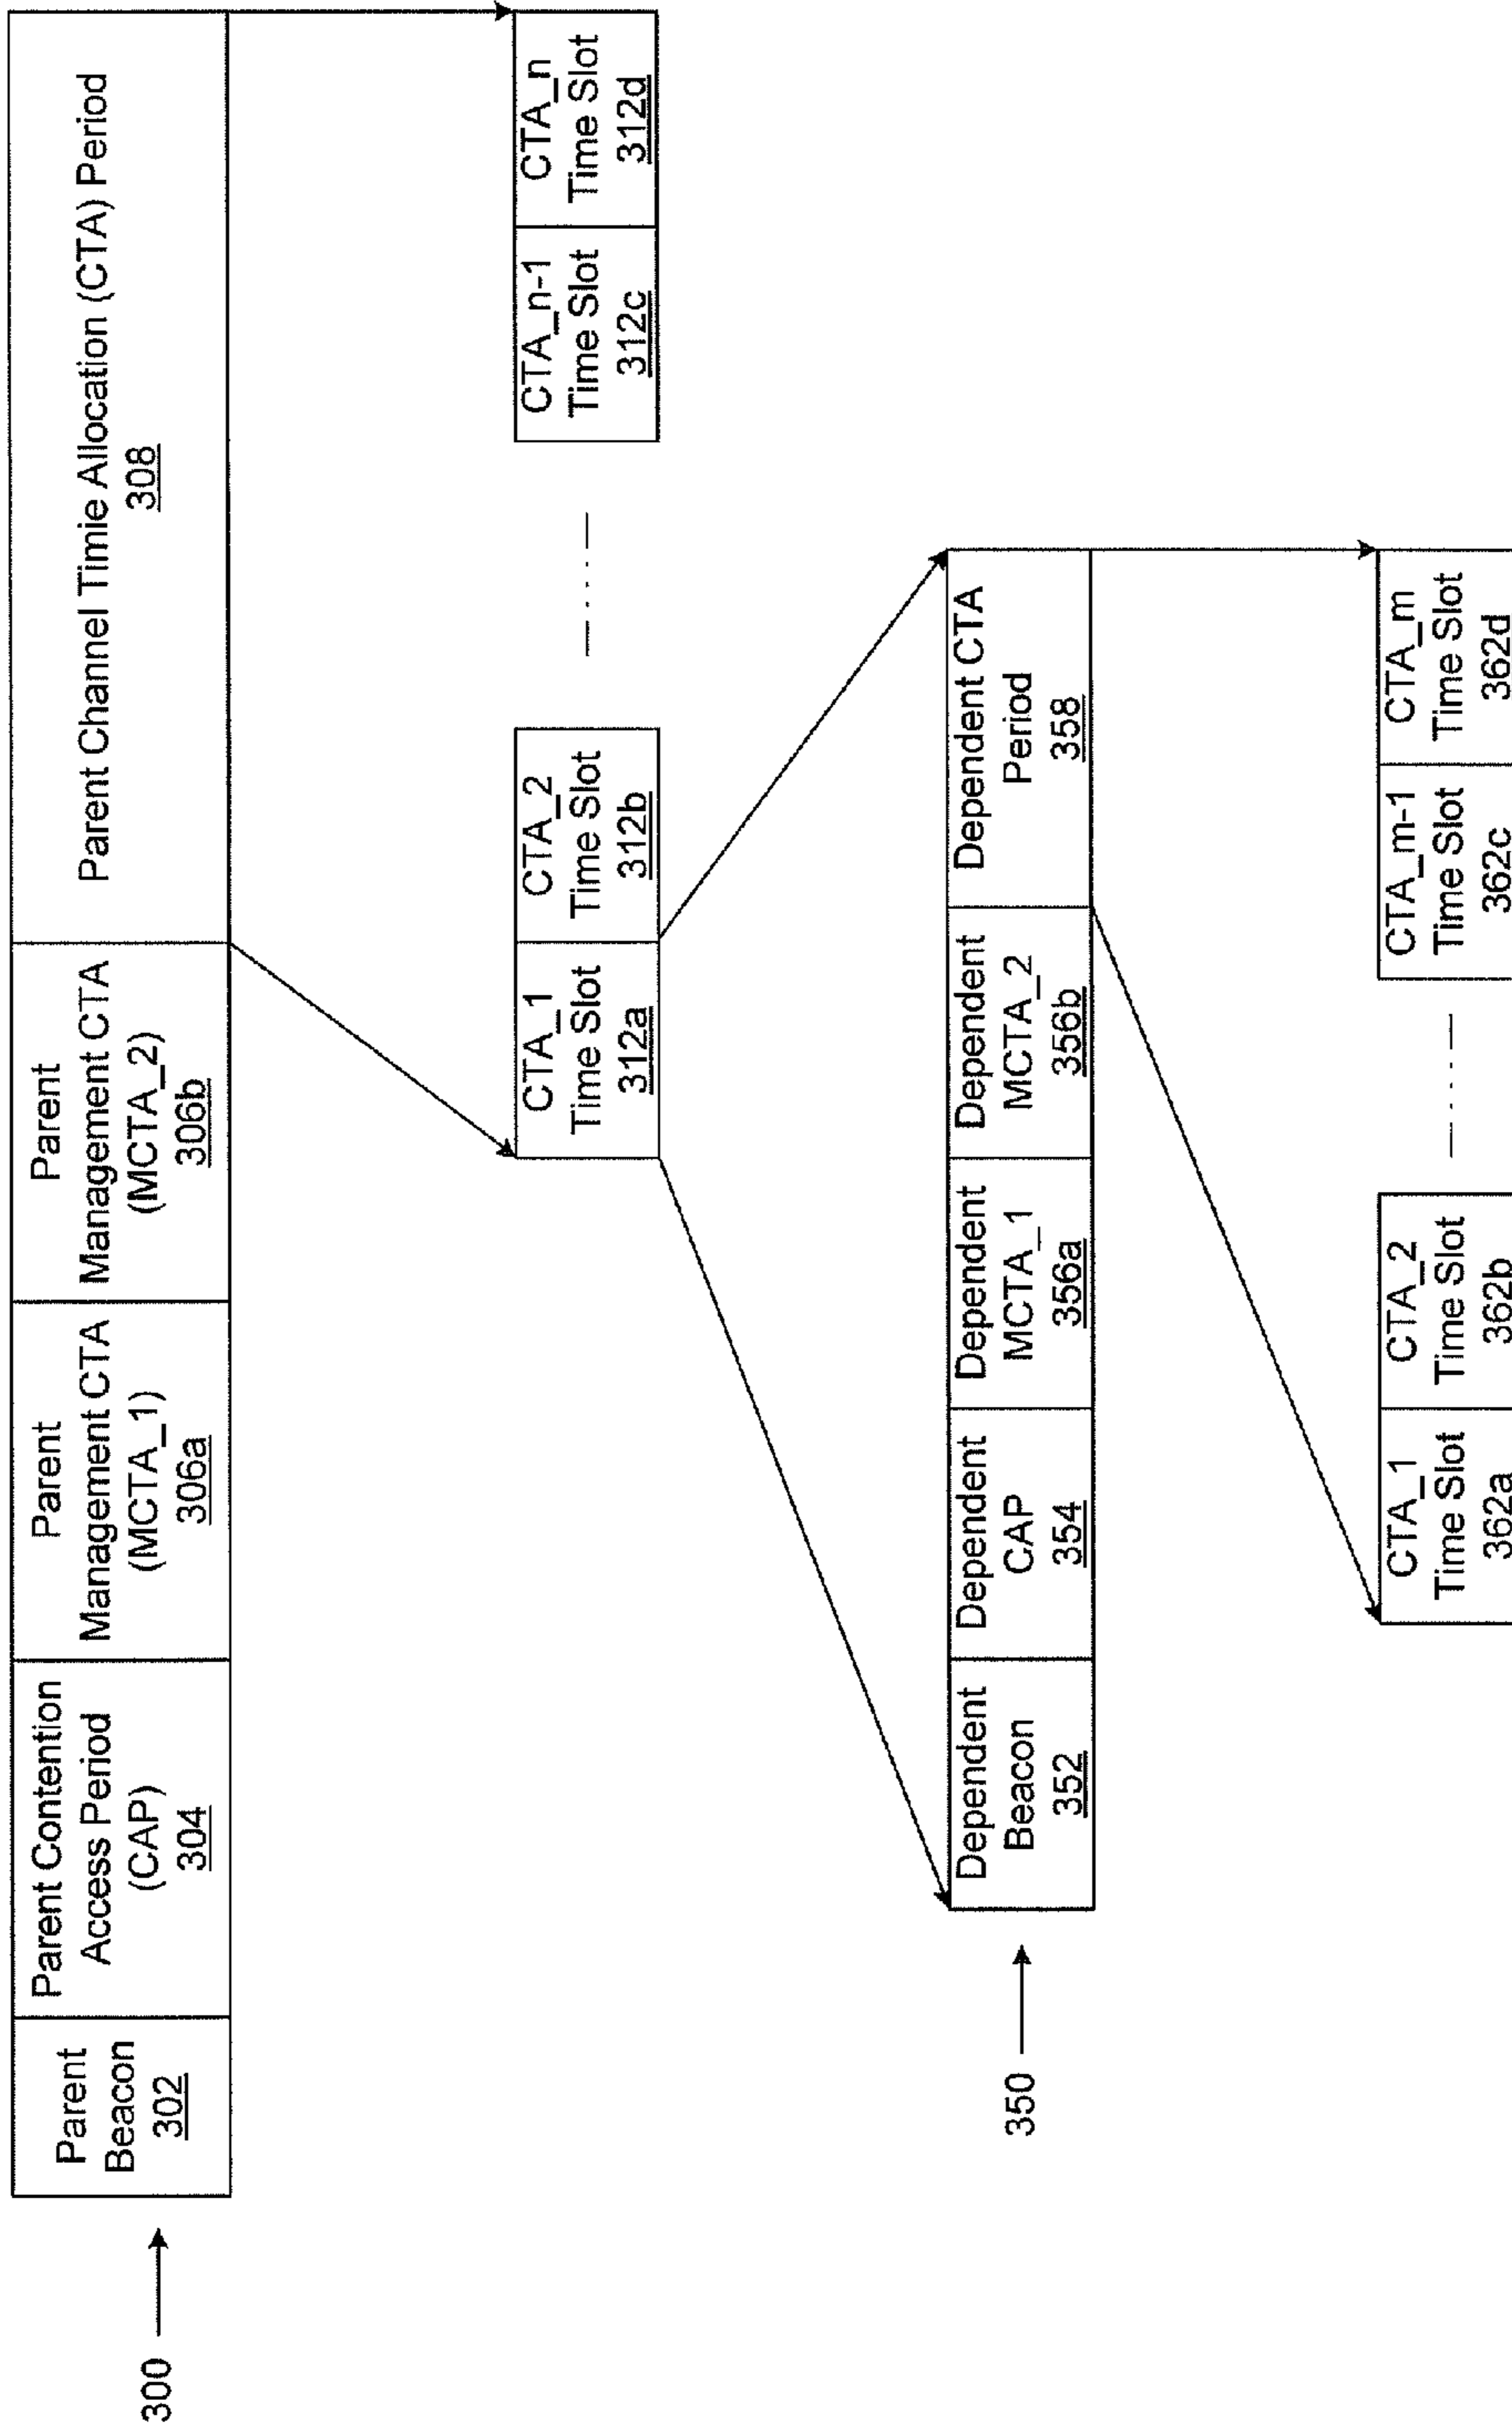 300
Parent
Beacon
302
Parent Contention
Access Period
(CAP)
304
Parent
Management CTA
(MCTA_1)
306a
Parent
Management CTA
(MCTA_2)
306b
Parent Channel Timie Allocation (CTA) Period
308
CTA_1
Time Slot
312a
CTA_2
Time Slot
312b
CTA_n-1
Time Slot
312c
CTA_n
Time Slot
312d
350
Dependent
Beacon
352
Dependent
CAP
354
Dependent
MCTA_1
356a
Dependent
MCTA_2
356b
Dependent CTA
Period
358
CTA_1
Time Slot
362a
CTA_2
Time Slot
362b
CTA_m-1
Time Slot
362c
CTA_m
Time Slot
362d